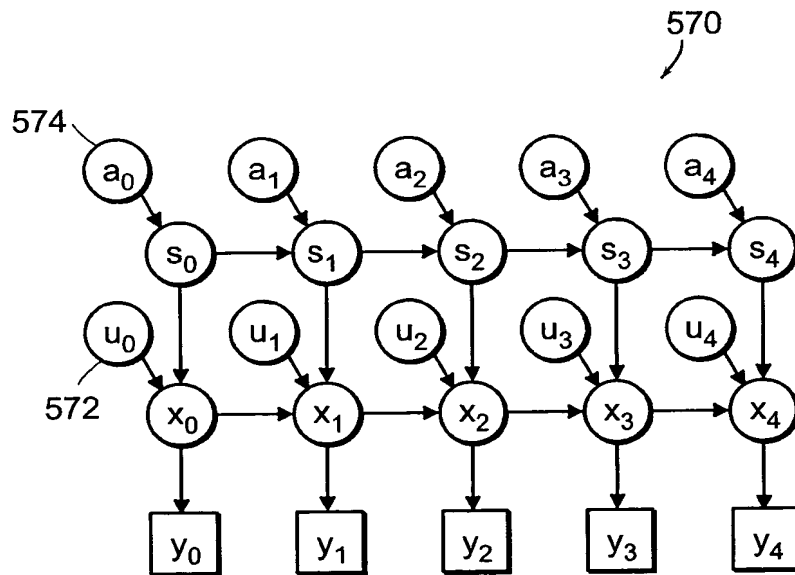 570
574
a₀ a₁ a₂ a₃ a₄
s₀ s₁ s₂ s₃ s₄
u₀ u₁ u₂ u₃ u₄
572
x₀ x₁ x₂ x₃ x₄
y₀ y₁ y₂ y₃ y₄